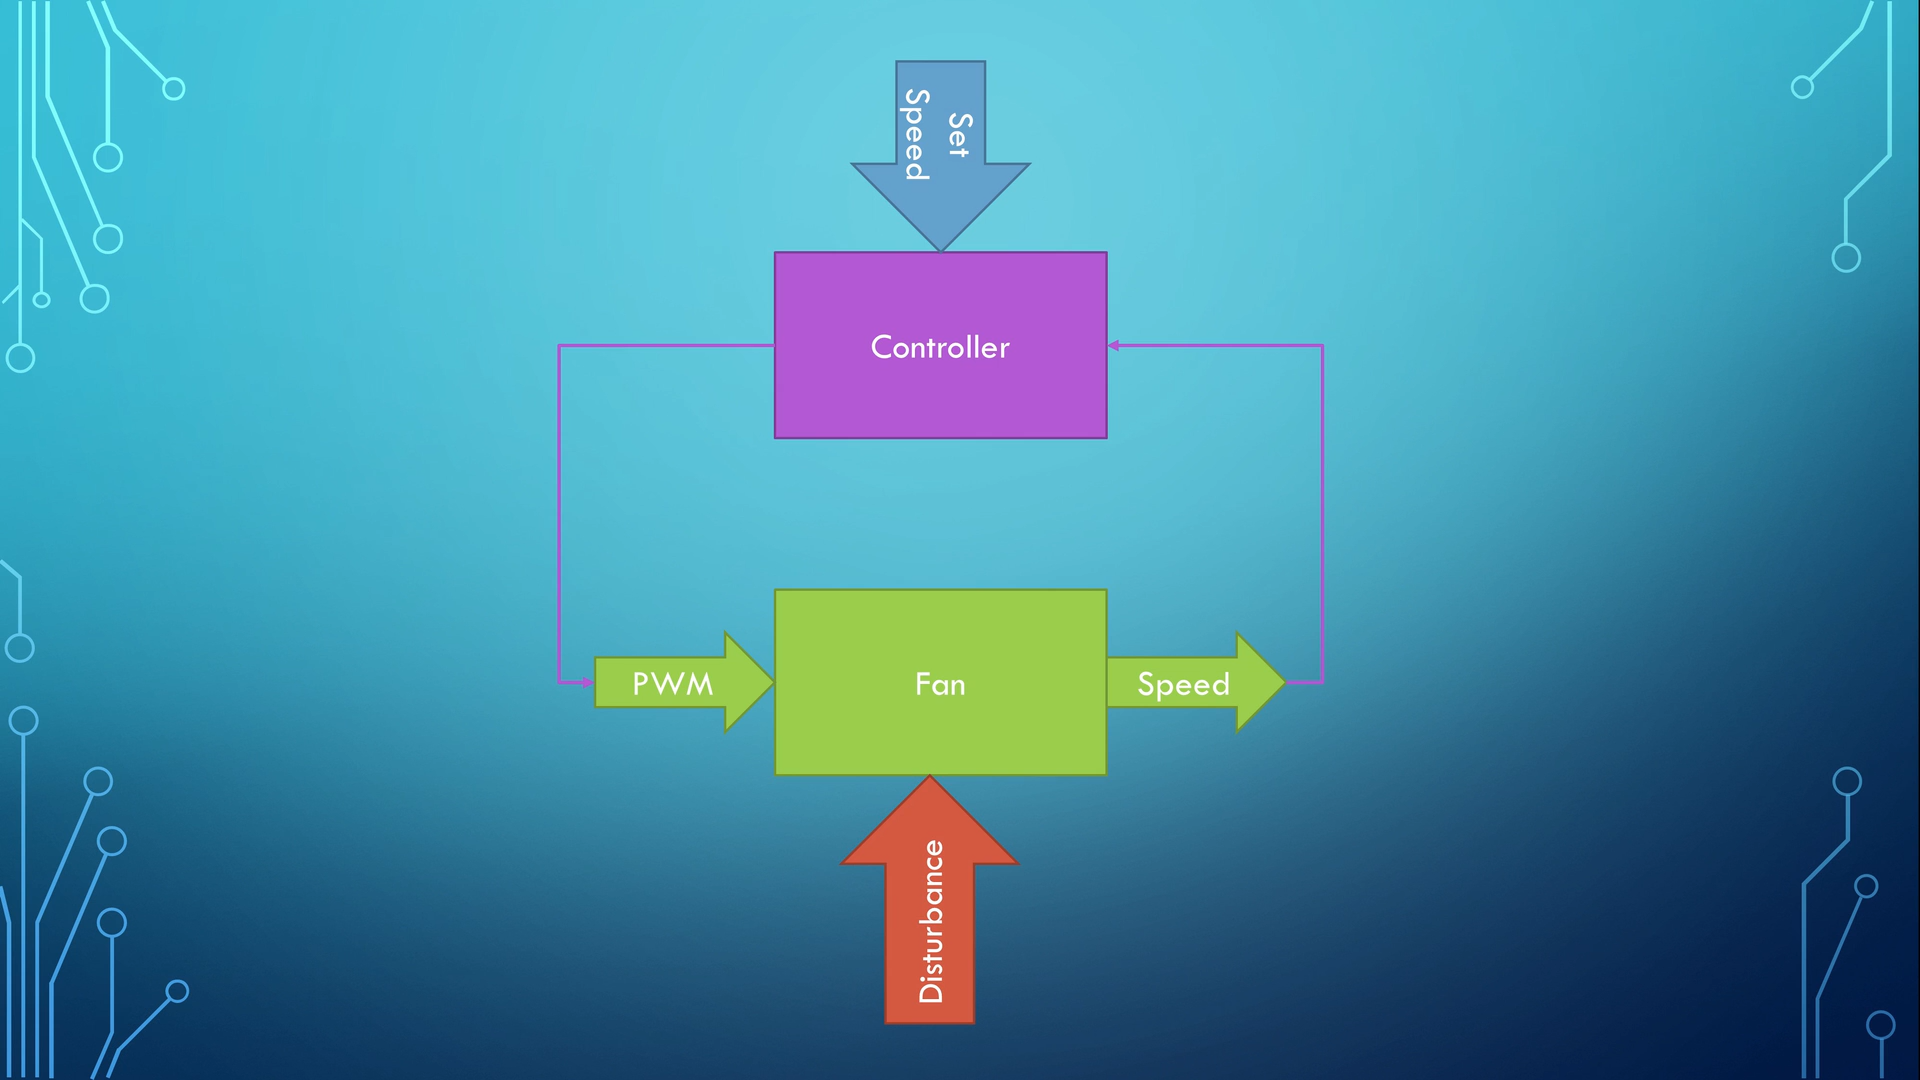 Set
Speed
Controller
PWM
Fan
Speed
Disturbance